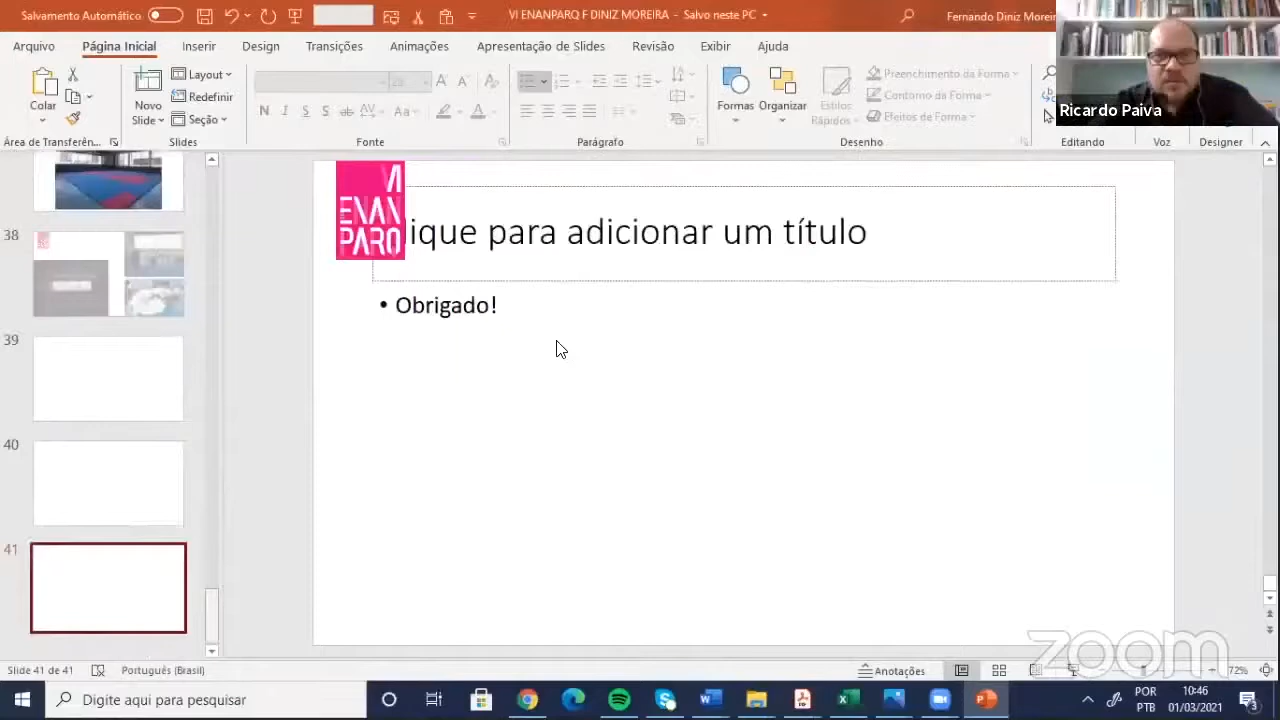 Salvamento Automático
VI ENANPARQ F DINIZ MOREIRA - Salvo neste PC
Fernando Diniz Moreir
Arquivo Página Inicial Inserir Design Transições Animações Apresentação de Slides Revisão Exibir Ajuda
Colar
Novo
Slide
Layout
Redefinir
Seção
Formas
Organizar
Estilos
Rápidos
Preenchimento da Forma
Contorno da Forma
Efeitos de Forma
Ricardo Paiva
Área de Transferên... Slides Fonte Parágrafo Desenho Editando Voz Designer
VI
ENAN
PARQ
ique para adicionar um título
• Obrigado!
38
39
40
41
zoom
Slide 41 de 41 Português (Brasil) Anotações 72%
Digite aqui para pesquisar
POR
PTB
10:46
01/03/2021
3